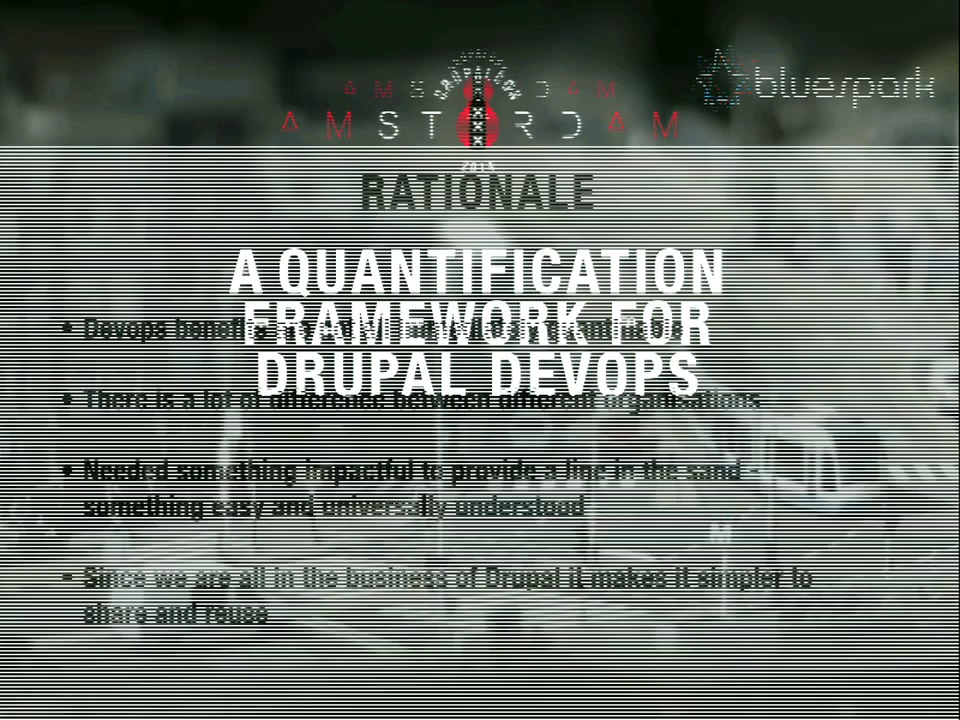 DRUPALCON
AMSTERDAM
AMSTERDAM
bluespark
RATIONALE
A QUANTIFICATION
FRAMEWORK FOR
DRUPAL DEVOPS
• Devops
• There is a lot of difference between different organisations
• Needed something impactful to provide a line in the sand -
something easy and universally understood
- Since we are all in the business of Drupal it makes it simpler to
share and reuse